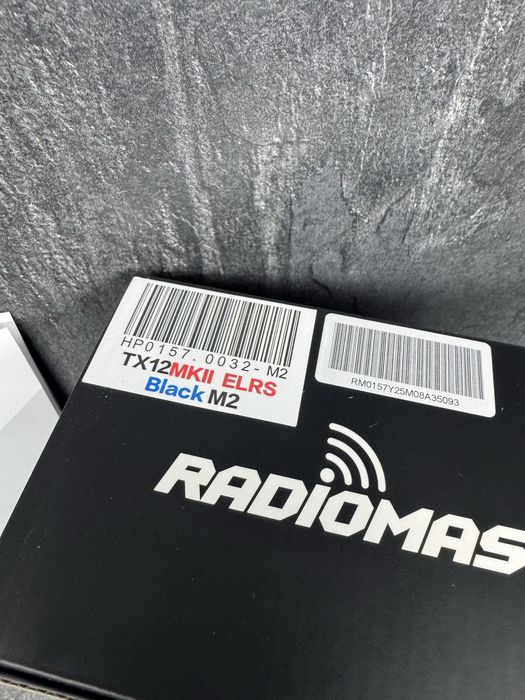 HP0157.0032-M2
TX12MKII ELRS
Black M2
RM0157Y25M08A35093
RADIOMAS